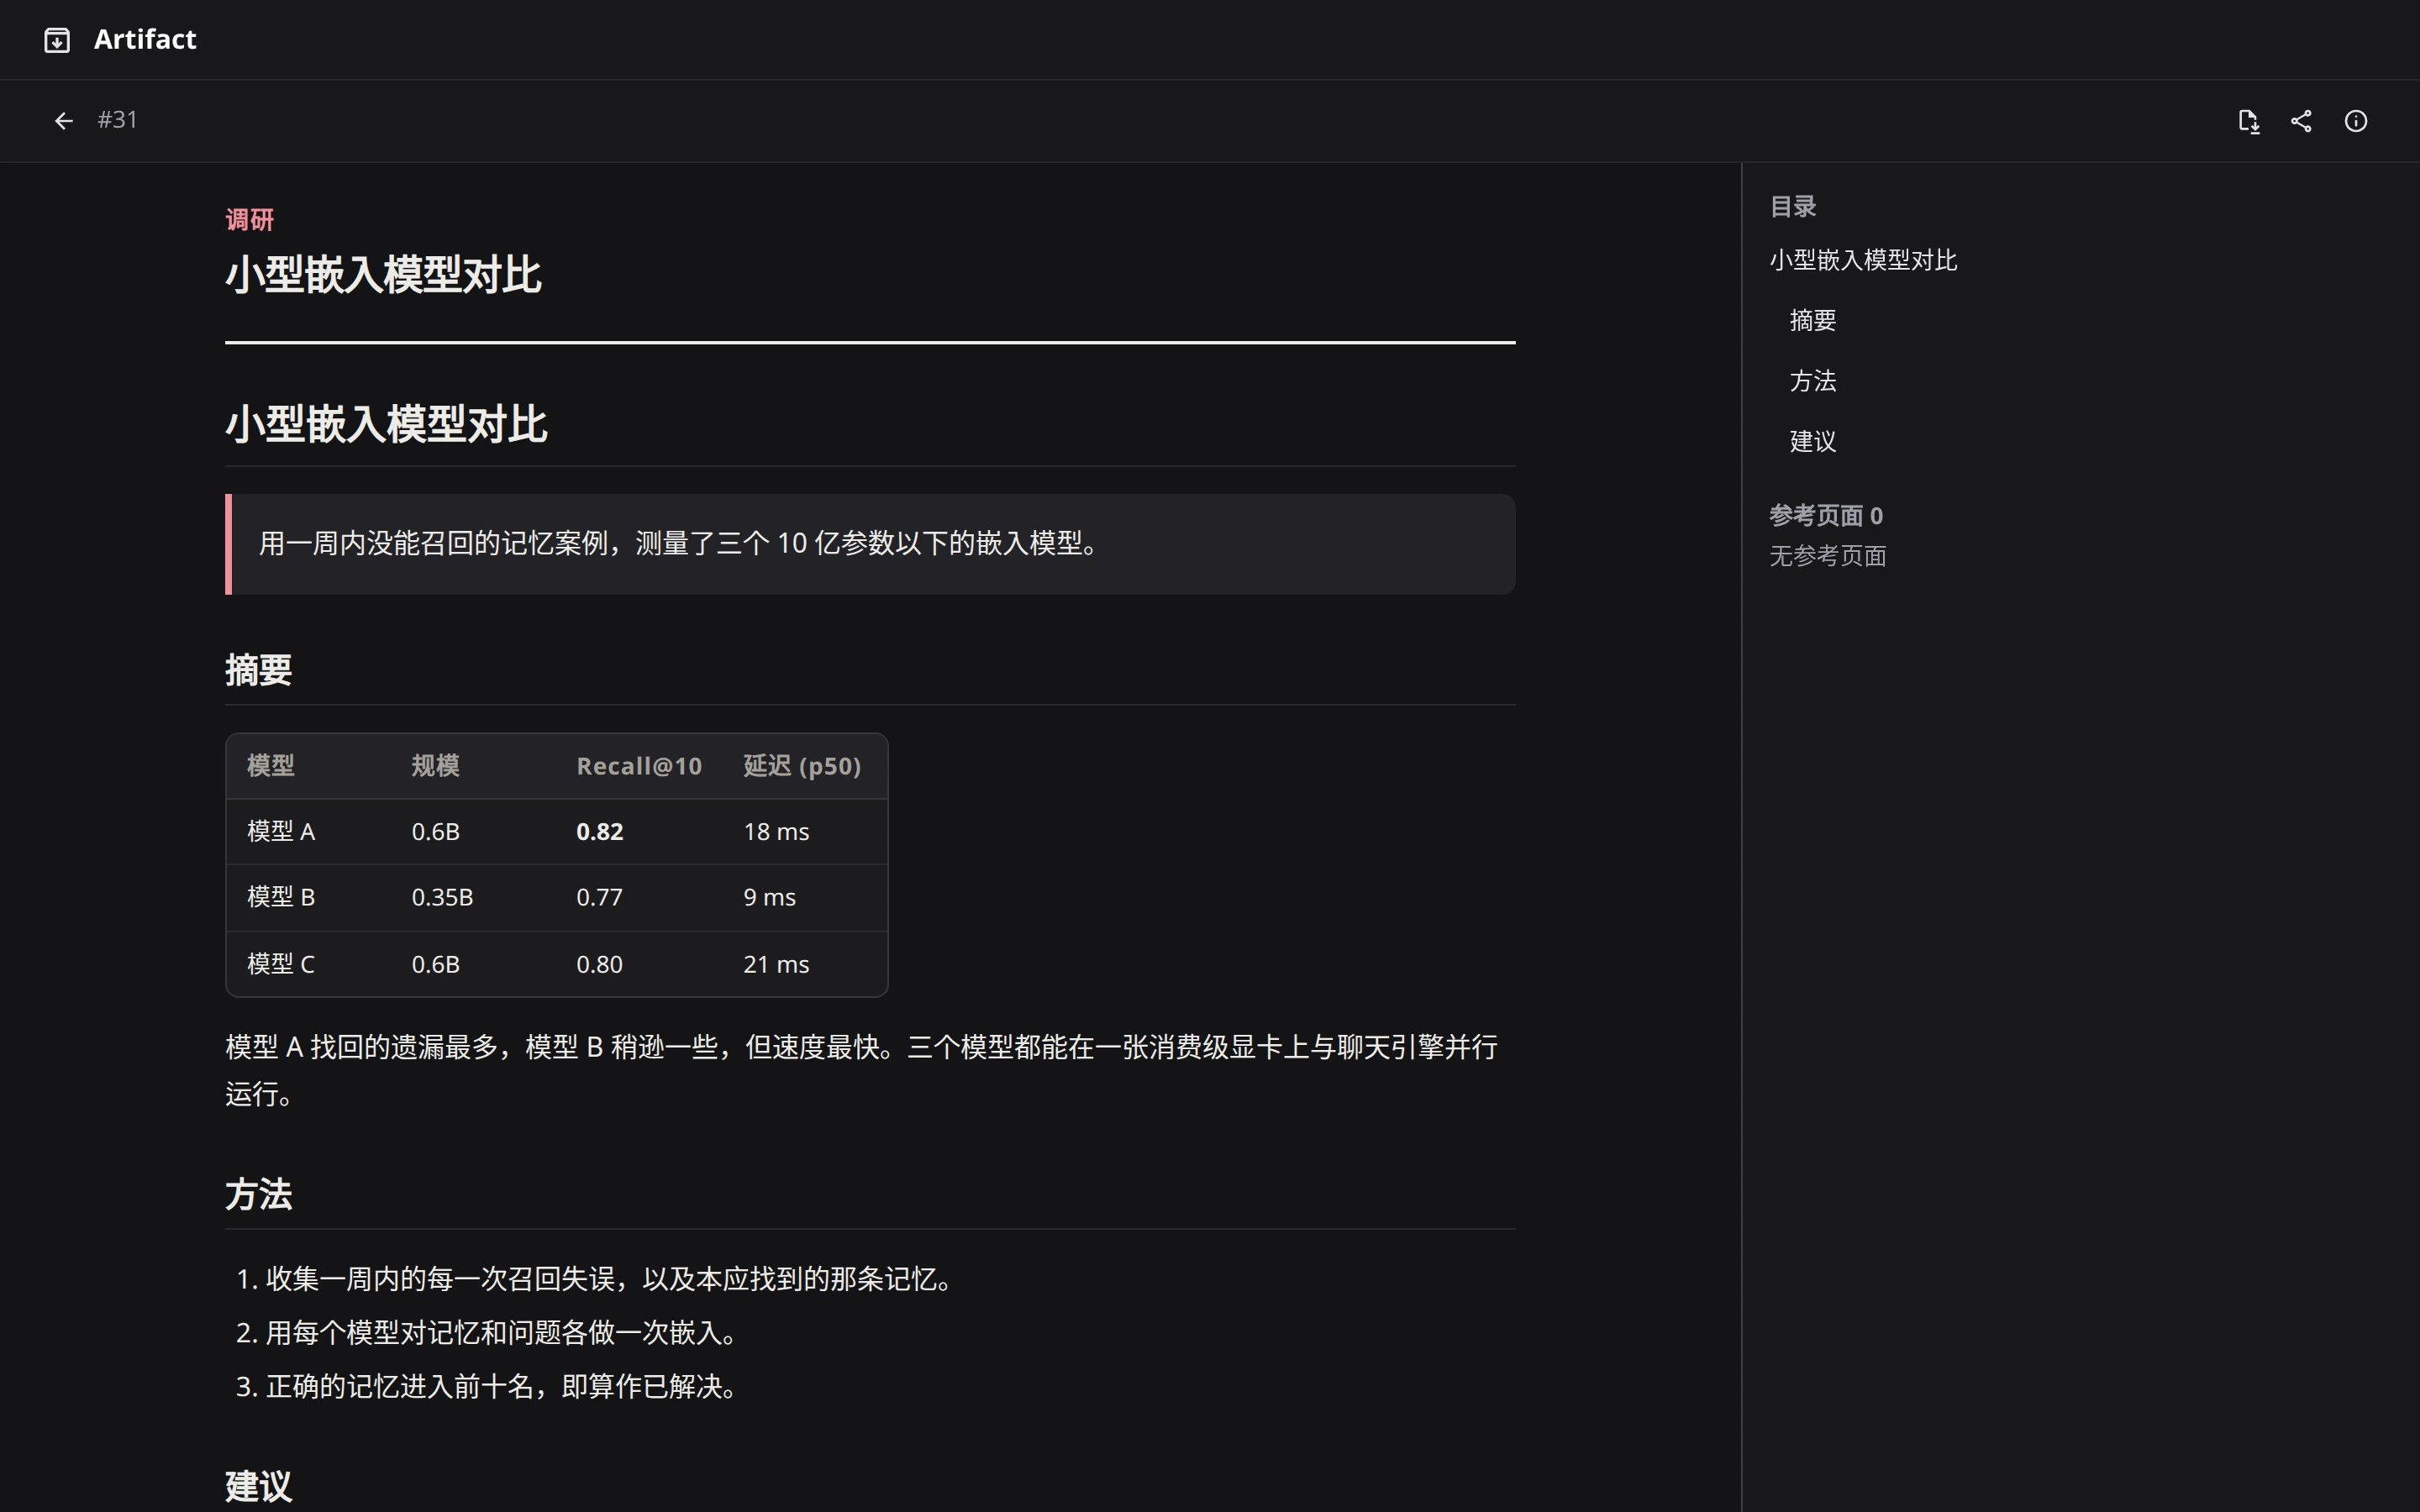 Artifact
#31
调研
小型嵌入模型对比
小型嵌入模型对比
用一周内没能召回的记忆案例，测量了三个 10 亿参数以下的嵌入模型。
摘要
模型 规模 Recall@10 延迟 (p50)
模型 A 0.6B 0.82 18 ms
模型 B 0.35B 0.77 9 ms
模型 C 0.6B 0.80 21 ms
模型 A 找回的遗漏最多，模型 B 稍逊一些，但速度最快。三个模型都能在一张消费级显卡上与聊天引擎并行
运行。
方法
1. 收集一周内的每一次召回失误，以及本应找到的那条记忆。
2. 用每个模型对记忆和问题各做一次嵌入。
3. 正确的记忆进入前十名，即算作已解决。
建议
目录
小型嵌入模型对比
摘要
方法
建议
参考页面 0
无参考页面